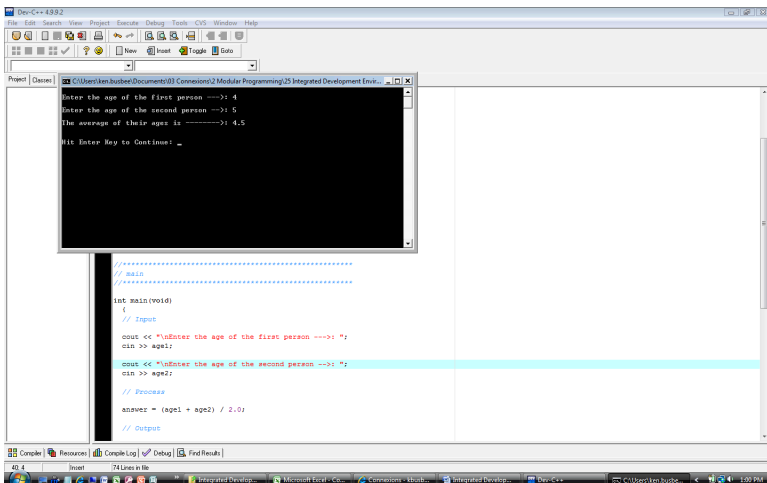 Dev-C++ 4.9.9.2
File Edit Search View Project Execute Debug Tools CVS Window Help
New Insert Toggle Goto
Project Classes
C:\Users\ken.busbee\Documents\03 Connexions\2 Modular Programming\25 Integrated Development Envir...
Enter the age of the first person --->: 4
Enter the age of the second person -->: 5
The average of their ages is -------->: 4.5
Hit Enter Key to Continue: _
//******************************************************
// main
//******************************************************
int main(void)
{
// Input
cout << "\nEnter the age of the first person --->: ";
cin >> age1;
cout << "\nEnter the age of the second person -->: ";
cin >> age2;
// Process
answer = (age1 + age2) / 2.0;
// Output
Compiler Resources Compile Log Debug Find Results
40: 4 Insert 74 Lines in file
Integrated Develop... Microsoft Excel - Co... Connexions - kbusb... Integrated Develop... Dev-C++ C:\Users\ken.busbe... 1:00 PM